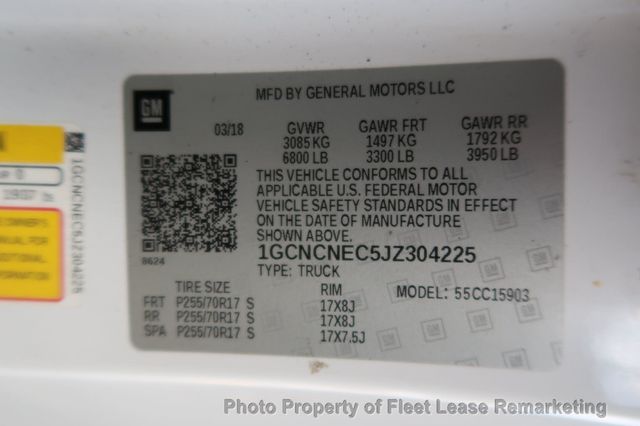 GM
MFD BY GENERAL MOTORS LLC
03/18 GVWR GAWR FRT GAWR RR
3085 KG 1497 KG 1792 KG
6800 LB 3300 LB 3950 LB
THIS VEHICLE CONFORMS TO ALL
APPLICABLE U.S. FEDERAL MOTOR
VEHICLE SAFETY STANDARDS IN EFFECT
ON THE DATE OF MANUFACTURE
SHOWN ABOVE.
8624
1GCNCNEC5JZ304225
TYPE: TRUCK
TIRE SIZE RIM MODEL: 55CC15903
FRT P255/70R17 S 17X8J
RR P255/70R17 S 17X8J
SPA P255/70R17 S 17X7.5J
1GCNCNEC5JZ304225
Photo Property of Fleet Lease Remarketing